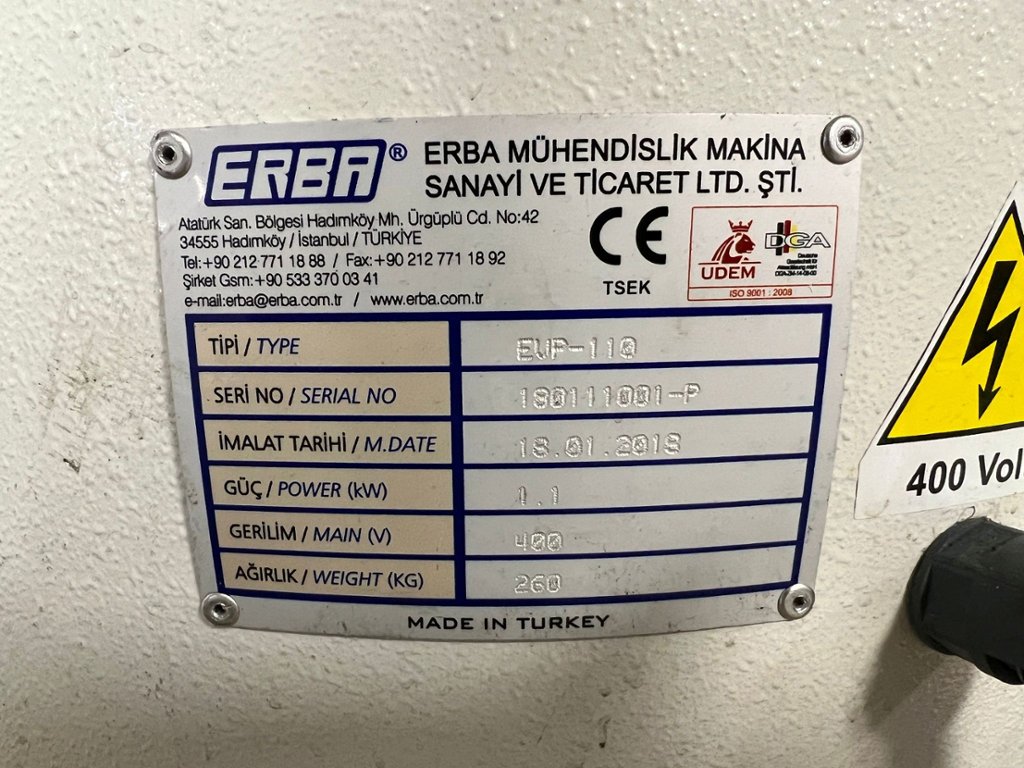 ERBA® ERBA MÜHENDİSLİK MAKİNA
SANAYİ VE TİCARET LTD. ŞTİ.
Atatürk San. Bölgesi Hadımköy Mh. Ürgüplü Cd. No:42
34555 Hadımköy / İstanbul / TÜRKİYE
Tel:+90 212 771 18 88 / Fax:+90 212 771 18 92
Şirket Gsm:+90 533 370 03 41
e-mail:erba@erba.com.tr / www.erba.com.tr
CE
TSEK
UDEM
DGA
Deutsche
Gesellschaft für
ISO 9001 : 2008
TİPİ / TYPE EWP-110
SERİ NO / SERIAL NO 180111001-P
İMALAT TARİHİ / M.DATE 18.01.2018
GÜÇ / POWER (kW) 1.1
GERİLİM / MAIN (V) 400
AĞIRLIK / WEIGHT (KG) 260
MADE IN TURKEY
400 Vol